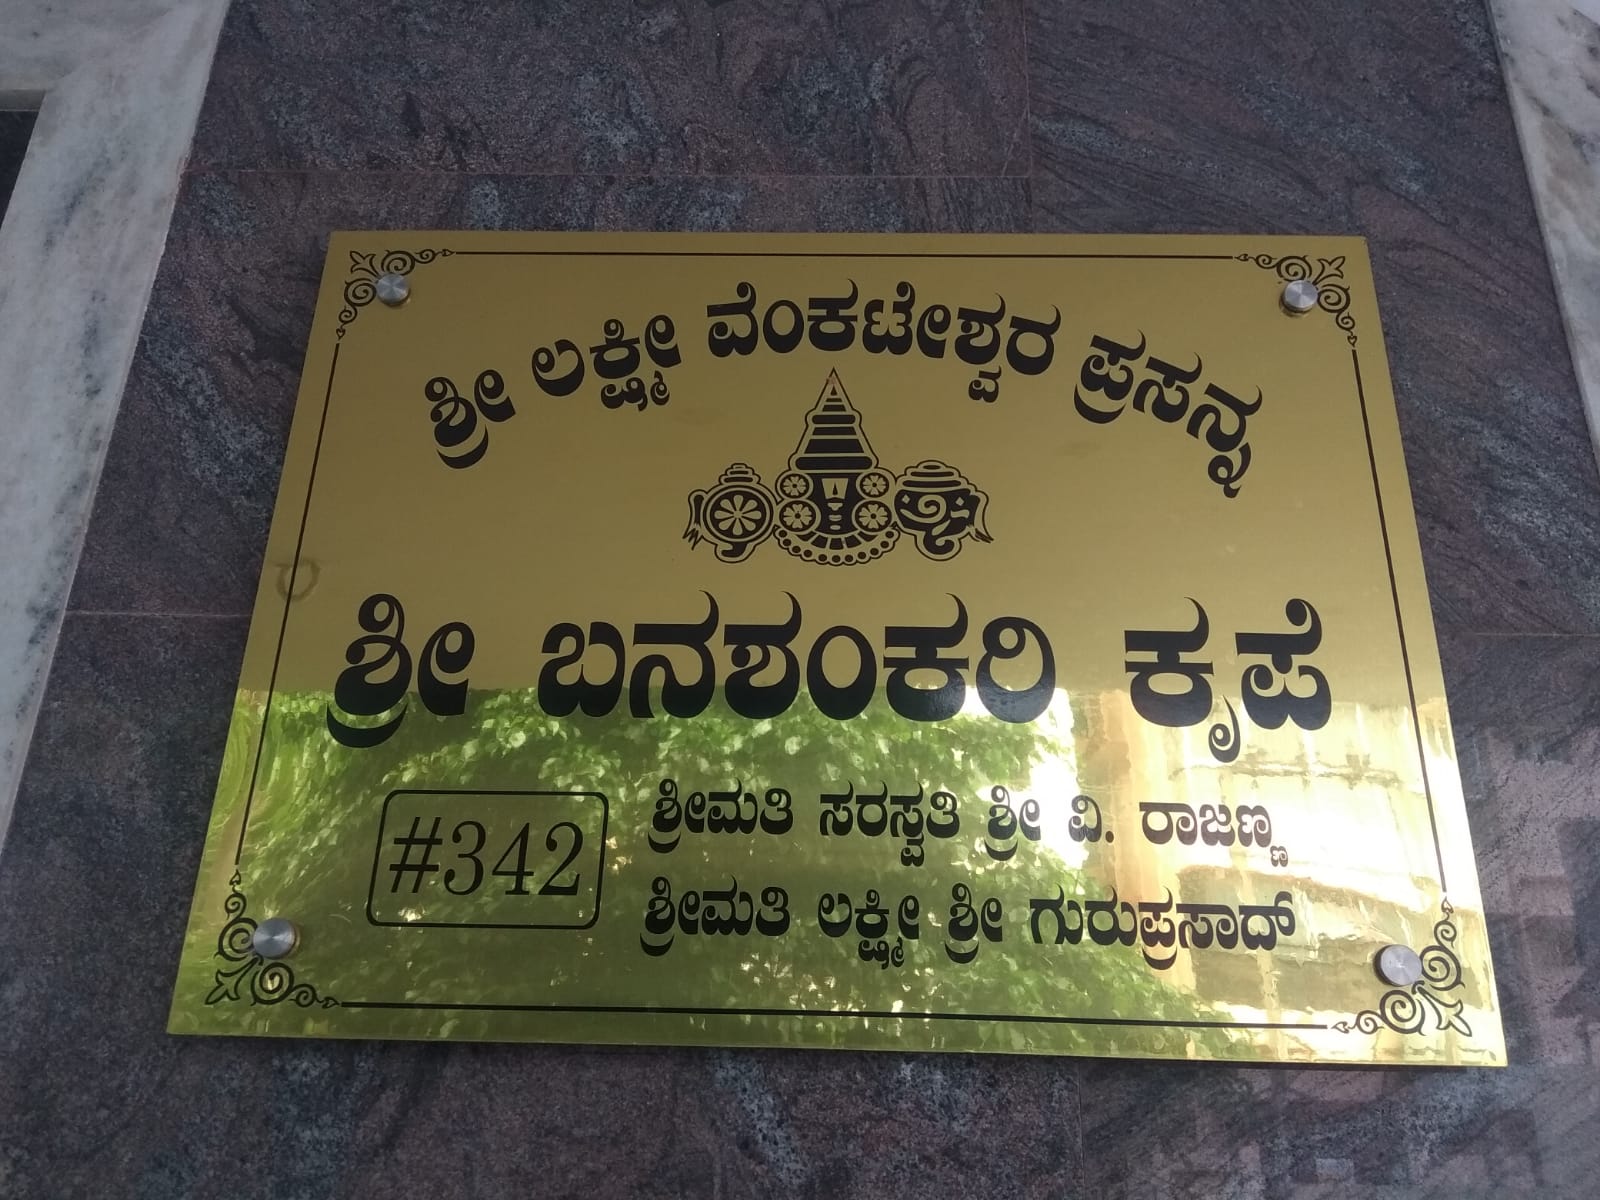 ಶ್ರೀ ಲಕ್ಷ್ಮೀ ವೆಂಕಟೇಶ್ವರ ಪ್ರಸನ್ನ
ಶ್ರೀ ಬನಶಂಕರಿ ಕೃಪೆ
#342
ಶ್ರೀಮತಿ ಸರಸ್ವತಿ ಶ್ರೀ ವಿ. ರಾಜಣ್ಣ
ಶ್ರೀಮತಿ ಲಕ್ಷ್ಮೀ ಶ್ರೀ ಗುರುಪ್ರಸಾದ್